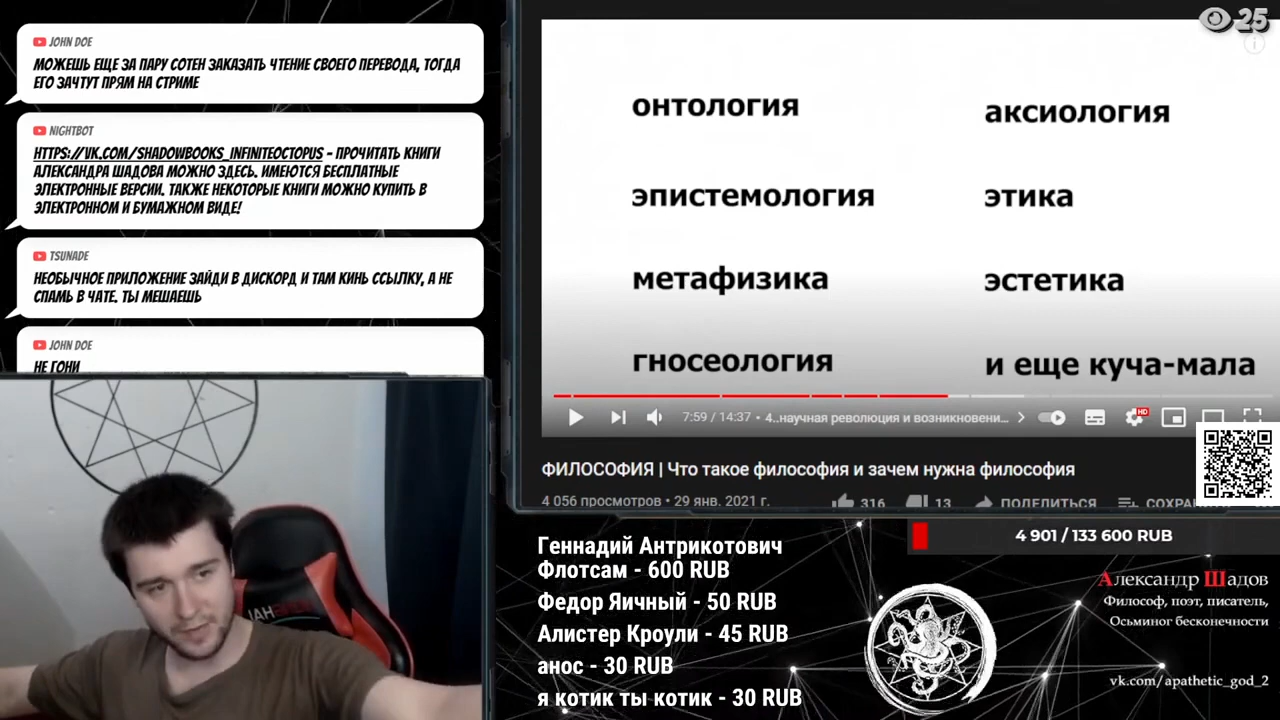 JOHN DOE
МОЖЕШЬ ЕЩЕ ЗА ПАРУ СОТЕН ЗАКАЗАТЬ ЧТЕНИЕ СВОЕГО ПЕРЕВОДА, ТОГДА
ЕГО ЗАЧТУТ ПРЯМ НА СТРИМЕ
NIGHTBOT
HTTPS://VK.COM/SHADOWBOOKS_INFINITEOCTOPUS - ПРОЧИТАТЬ КНИГИ
АЛЕКСАНДРА ШАДОВА МОЖНО ЗДЕСЬ. ИМЕЮТСЯ БЕСПЛАТНЫЕ
ЭЛЕКТРОННЫЕ ВЕРСИИ. ТАКЖЕ НЕКОТОРЫЕ КНИГИ МОЖНО КУПИТЬ В
ЭЛЕКТРОННОМ И БУМАЖНОМ ВИДЕ!
TSUNADE
НЕОБЫЧНОЕ ПРИЛОЖЕНИЕ ЗАЙДИ В ДИСКОРД И ТАМ КИНЬ ССЫЛКУ, А НЕ
СПАМЬ В ЧАТЕ. ТЫ МЕШАЕШЬ
JOHN DOE
НЕ ГОНИ
25
онтология
аксиология
эпистемология
этика
метафизика
эстетика
гносеология
и еще куча-мала
7:59 / 14:37 • 4..научная революция и возникновени...
HD
ФИЛОСОФИЯ | Что такое философия и зачем нужна философия
4 056 просмотров • 29 янв. 2021 г.
316
13
ПОДЕЛИТЬСЯ
4 901 / 133 600 RUB
Геннадий Антрикотович
Флотсам - 600 RUB
Федор Яичный - 50 RUB
Алистер Кроули - 45 RUB
анос - 30 RUB
я котик ты котик - 30 RUB
Александр Шадов
Философ, поэт, писатель,
Осьминог бесконечности
vk.com/apathetic_god_2